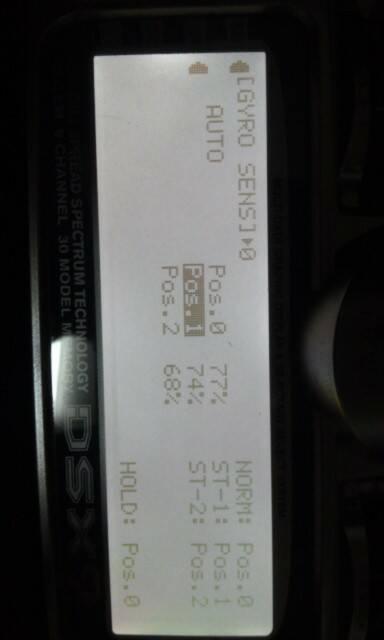 [GYRO SENS]▶0
AUTO
Pos.0 77% NORM: Pos.0
Pos.1 74% ST-1: Pos.1
Pos.2 68% ST-2: Pos.2
HOLD: Pos.0
SPREAD SPECTRUM TECHNOLOGY
CHANNEL 30 MODEL MEMORY
DSX